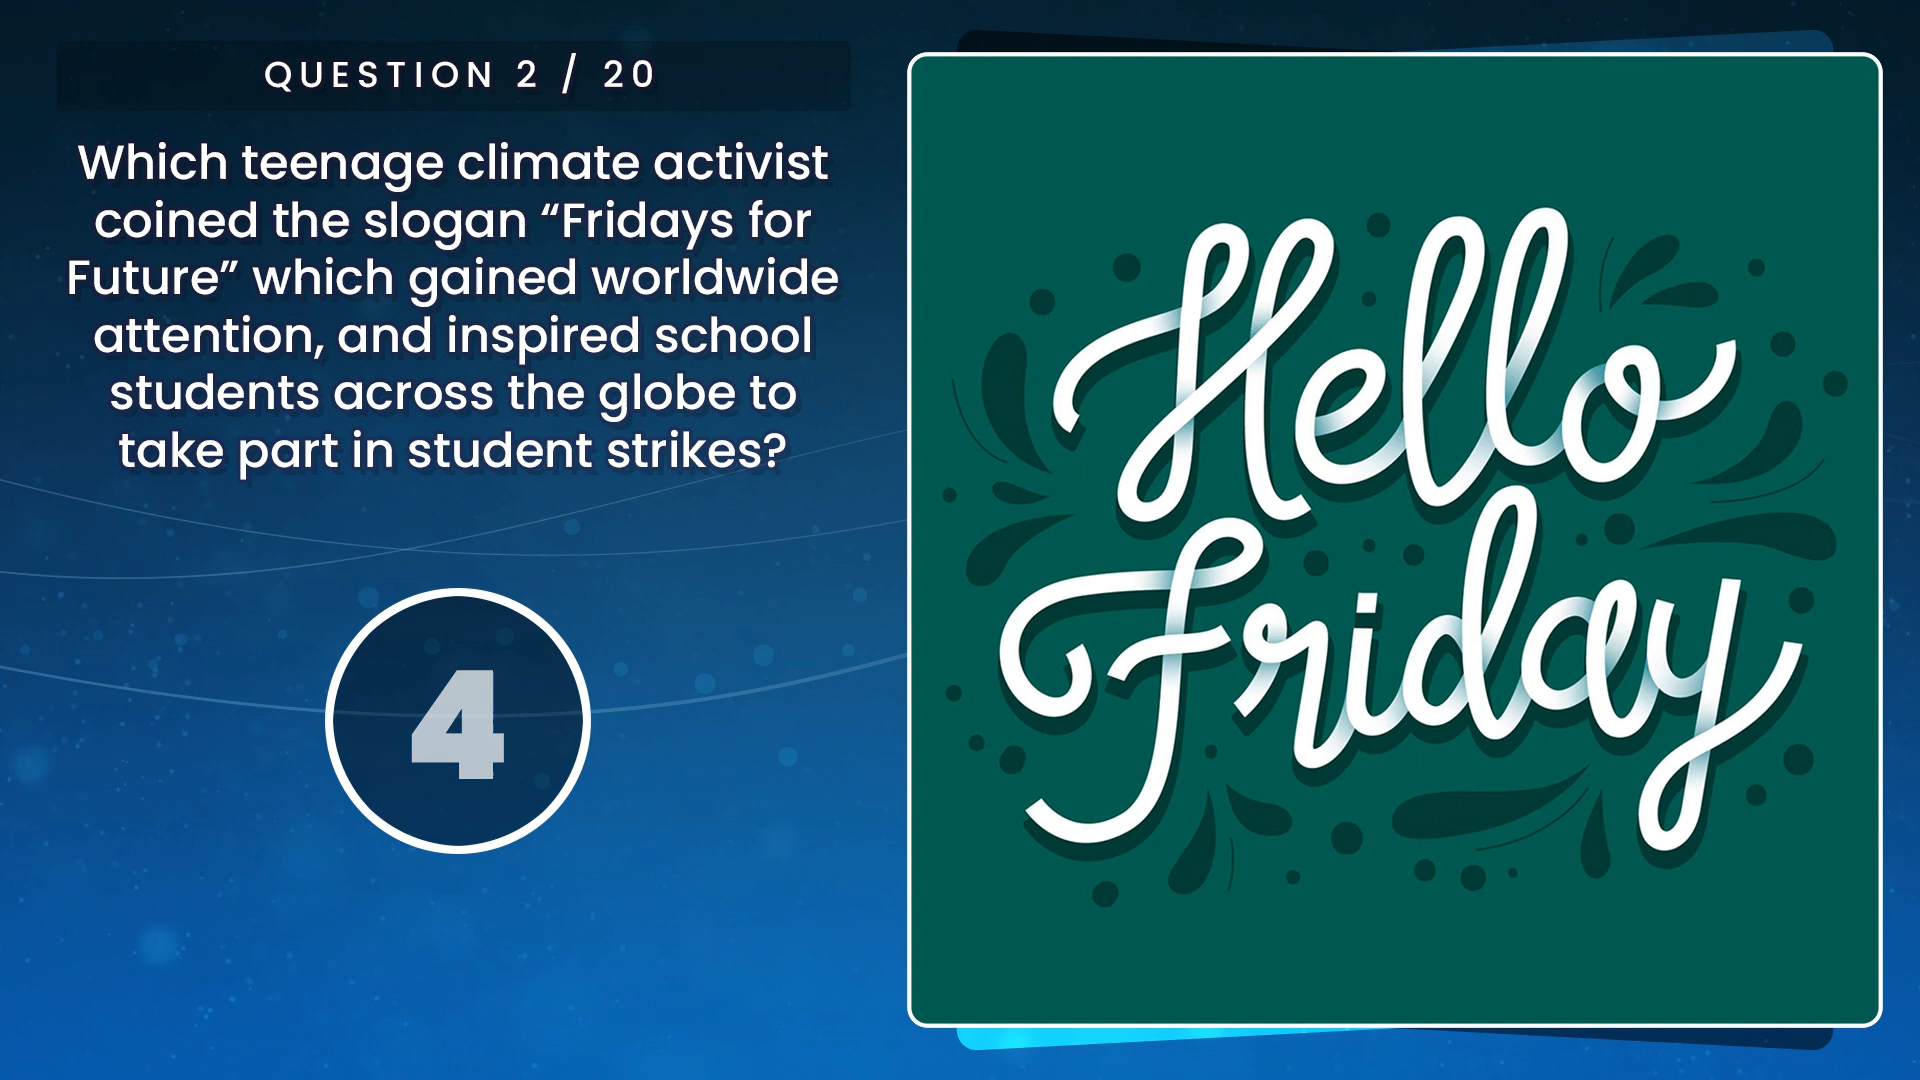 QUESTION 2 / 20
Which teenage climate activist
coined the slogan “Fridays for
Future” which gained worldwide
attention, and inspired school
students across the globe to
take part in student strikes?
4
Hello
Friday